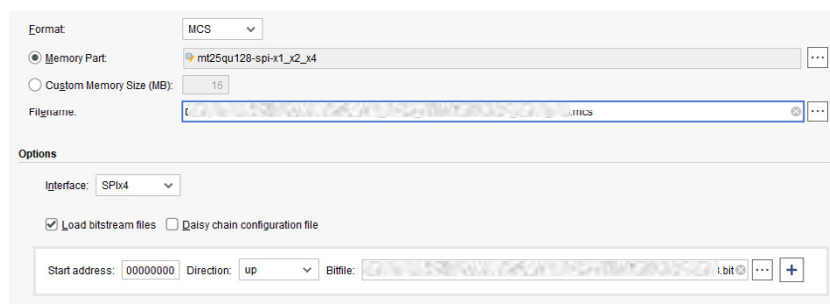 Format: MCS
Memory Part: mt25qu128-spi-x1_x2_x4 ...
Custom Memory Size (MB): 16
Filename: .mcs ...
Options
Interface: SPIx4
Load bitstream files Daisy chain configuration file
Start address: 00000000 Direction: up Bitfile: .bit ... +